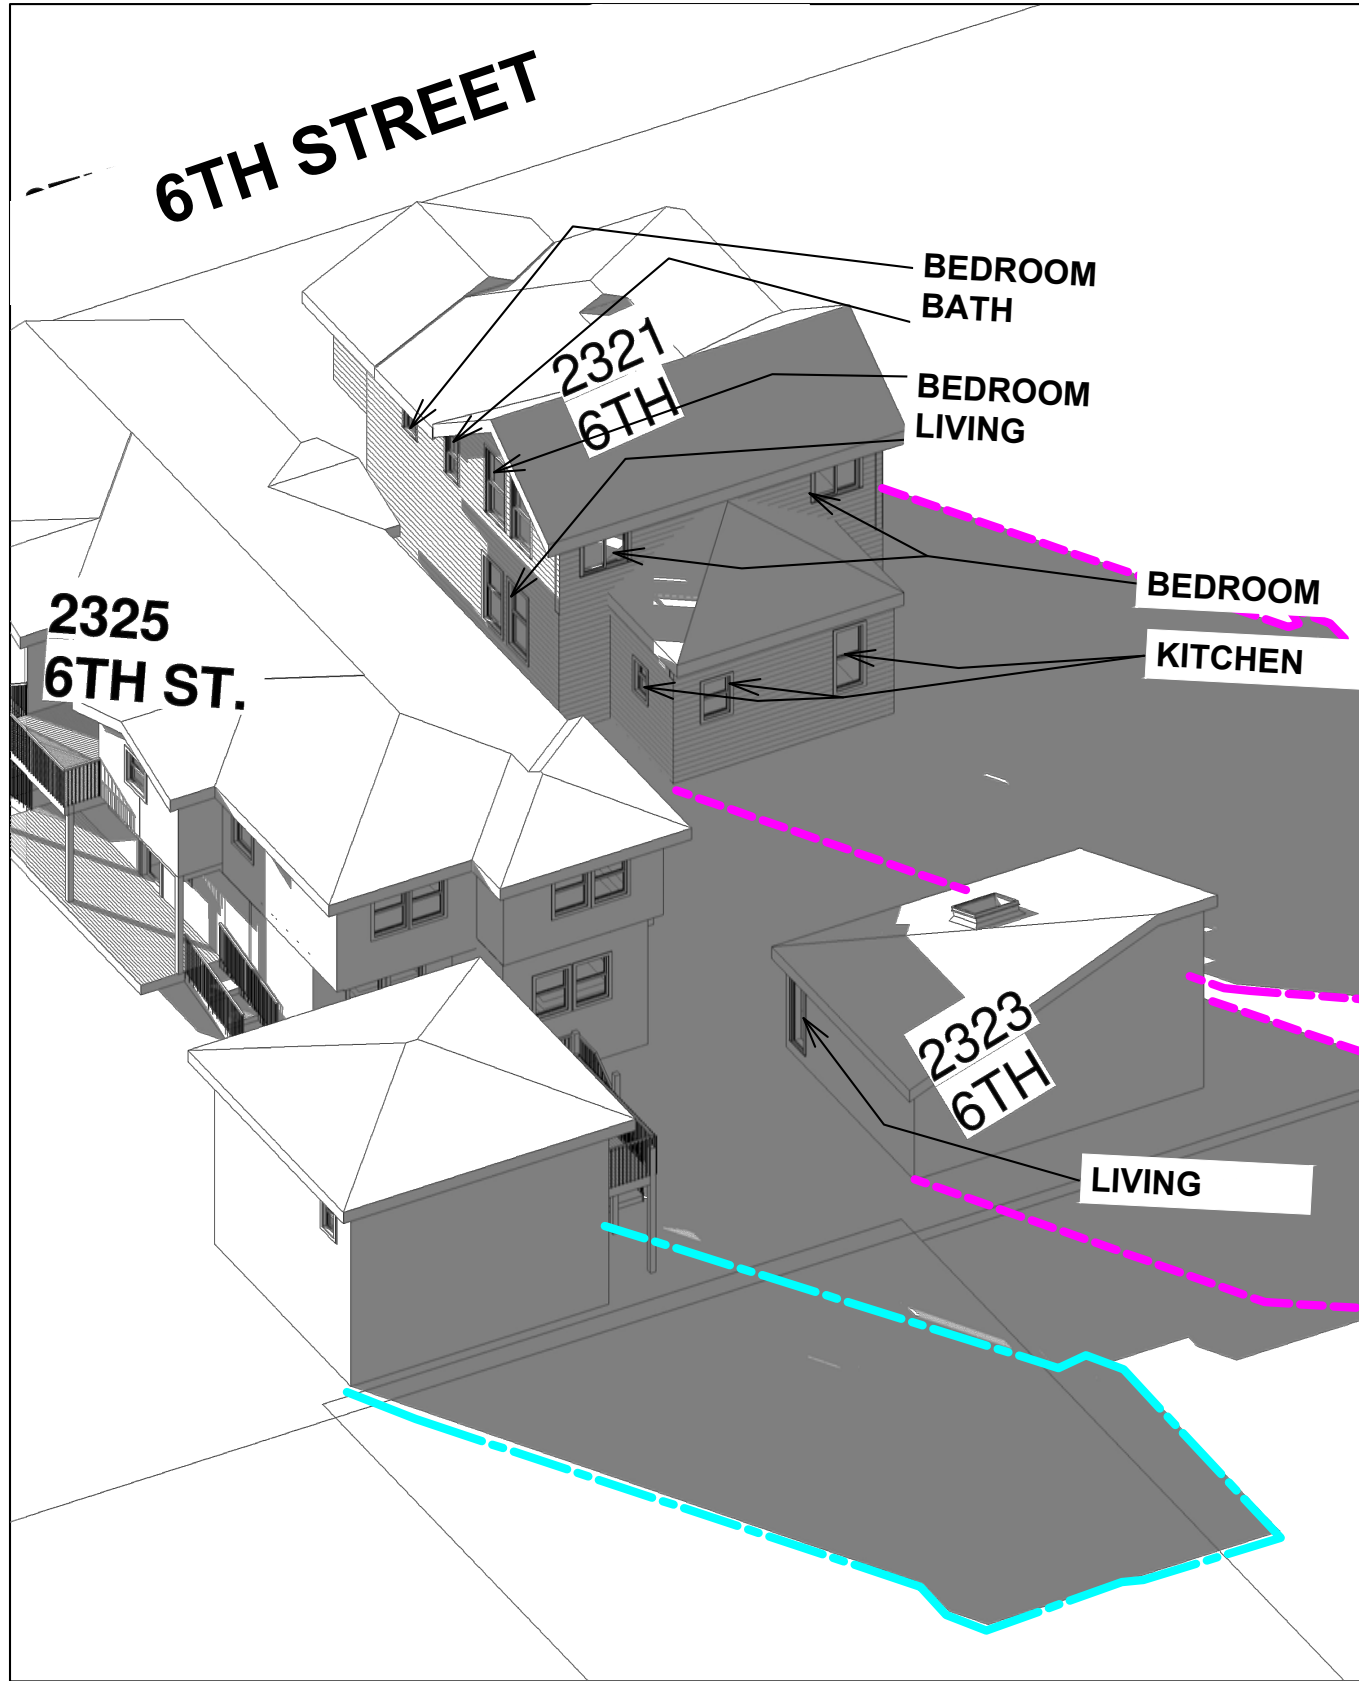 6TH STREET
BEDROOM
BATH
2321
6TH
BEDROOM
LIVING
BEDROOM
2325
6TH ST.
KITCHEN
2323
6TH
LIVING